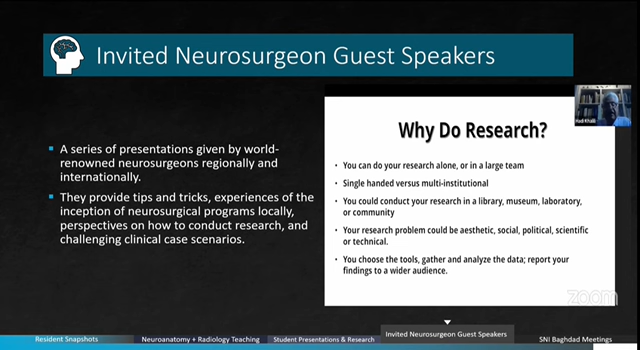 Invited Neurosurgeon Guest Speakers
A series of presentations given by world-
renowned neurosurgeons regionally and
internationally.
They provide tips and tricks, experiences of the
inception of neurosurgical programs locally,
perspectives on how to conduct research, and
challenging clinical case scenarios.
Hadi Khalili
Why Do Research?
You can do your research alone, or in a large team
Single handed versus multi-institutional
You could conduct your research in a library, museum, laboratory,
or community
Your research problem could be aesthetic, social, political, scientific
or technical.
You choose the tools, gather and analyze the data; report your
findings to a wider audience.
zoom
Resident Snapshots
Neuroanatomy + Radiology Teaching
Student Presentations & Research
Invited Neurosurgeon Guest Speakers
SNI Baghdad Meetings